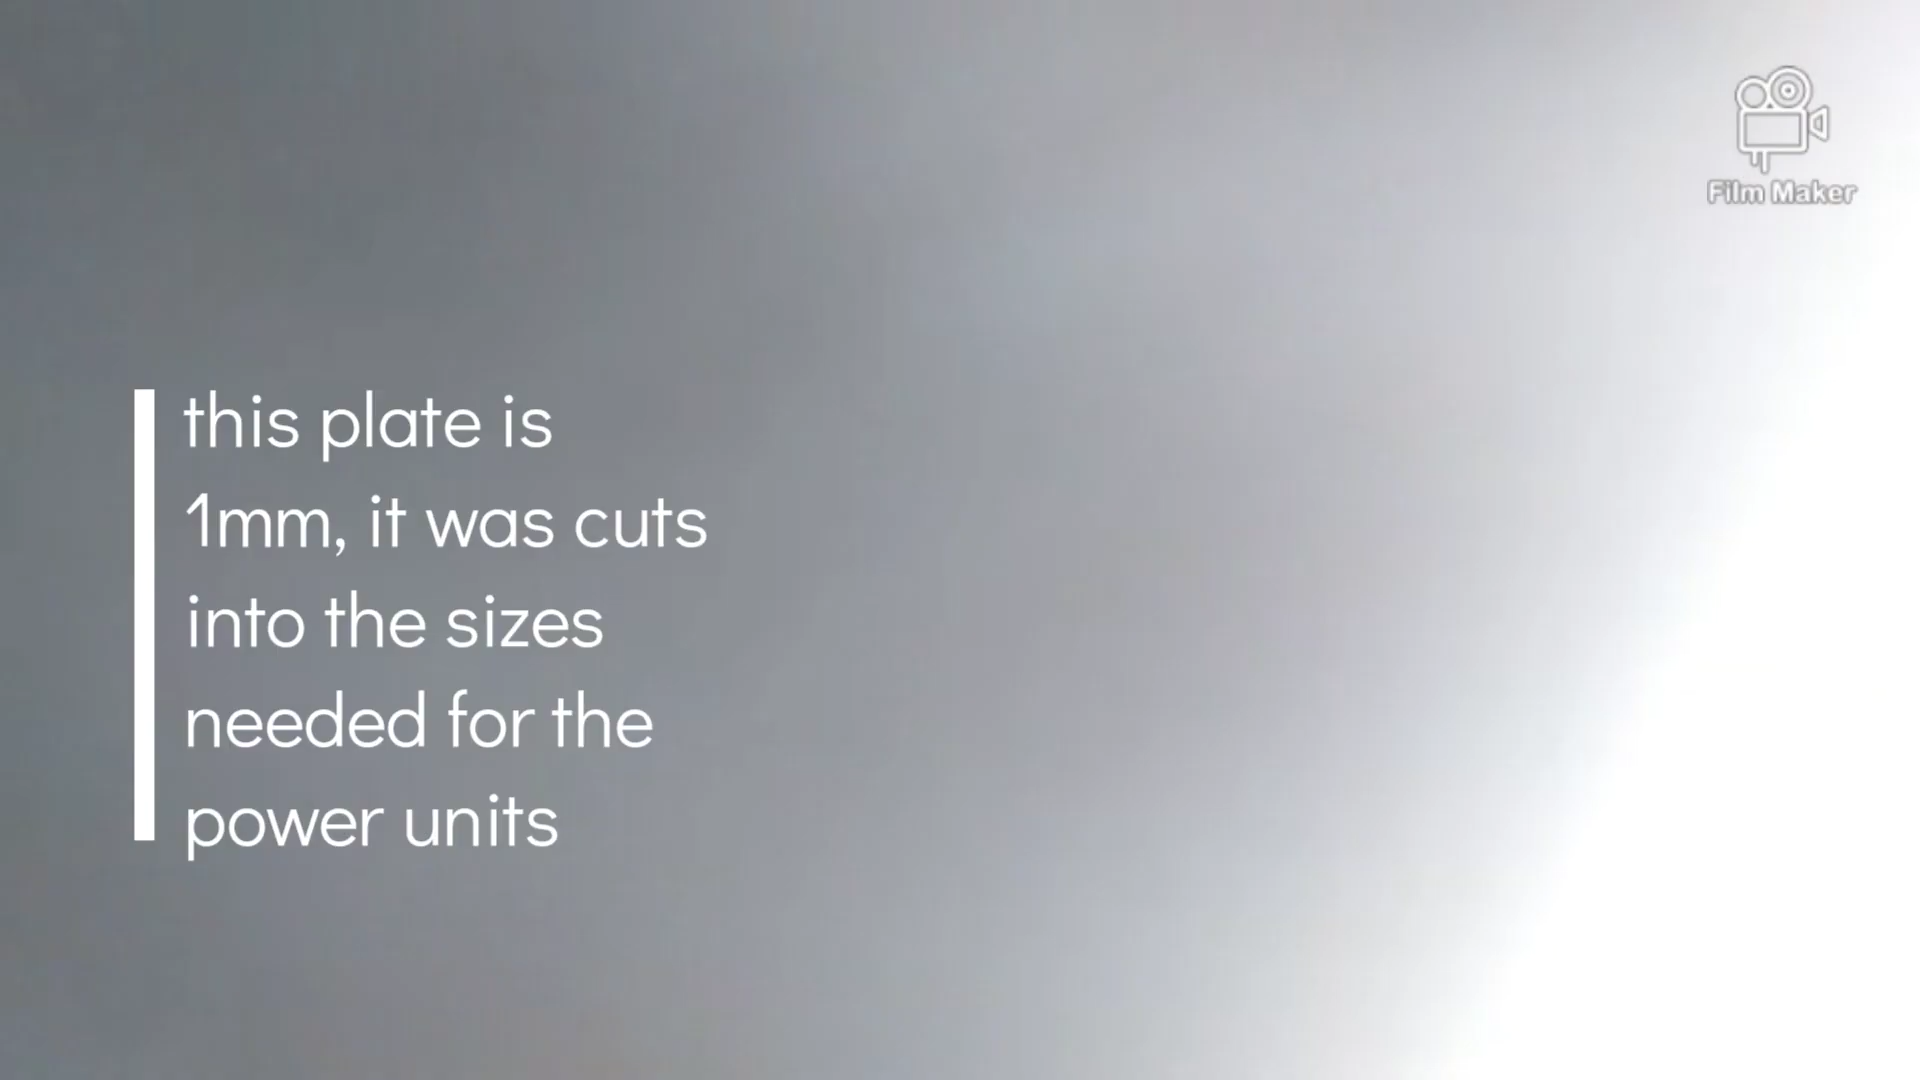 Film Maker
this plate is
1mm, it was cuts
into the sizes
needed for the
power units